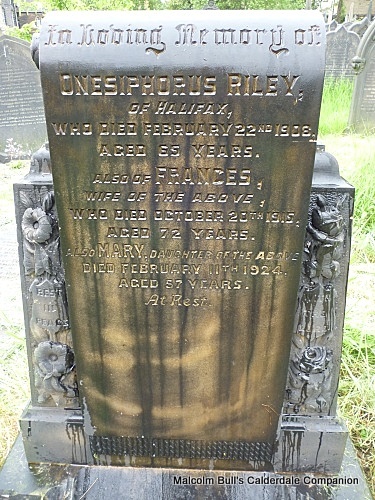 In Loving Memory of
ONESIPHORUS RILEY,
OF HALIFAX,
WHO DIED FEBRUARY 22ND 1908.
AGED 65 YEARS.
ALSO OF FRANCES,
WIFE OF THE ABOVE,
WHO DIED OCTOBER 20TH 1915,
AGED 72 YEARS.
ALSO MARY, DAUGHTER OF THE ABOVE
DIED FEBRUARY 11TH 1924.
AGED 57 YEARS.
At Rest.
REST
IN
Malcolm Bull's Calderdale Companion